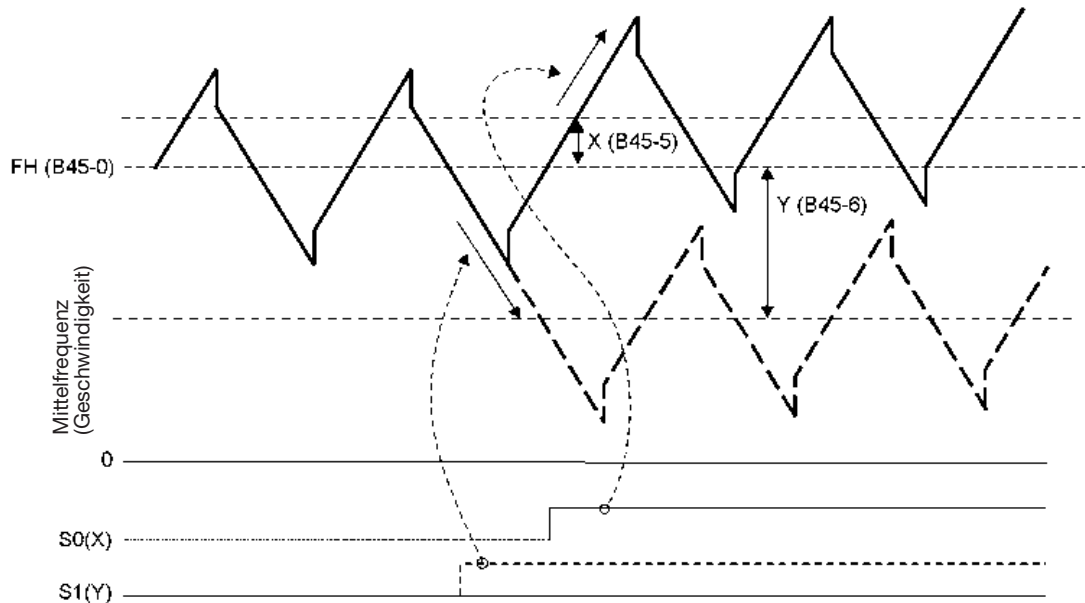 X (B45-5)
FH (B45-0)
Y (B45-6)
Mittelfrequenz
(Geschwindigkeit)
0
S0(X)
S1(Y)